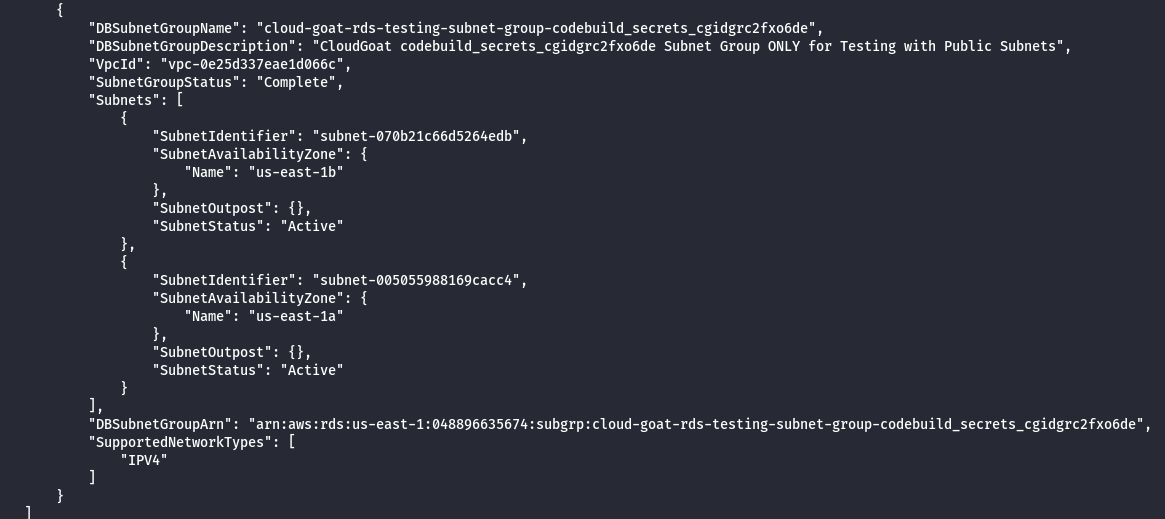 {
"DBSubnetGroupName": "cloud-goat-rds-testing-subnet-group-codebuild_secrets_cgidgrc2fxo6de",
"DBSubnetGroupDescription": "CloudGoat codebuild_secrets_cgidgrc2fxo6de Subnet Group ONLY for Testing with Public Subnets",
"VpcId": "vpc-0e25d337eae1d066c",
"SubnetGroupStatus": "Complete",
"Subnets": [
{
"SubnetIdentifier": "subnet-070b21c66d5264edb",
"SubnetAvailabilityZone": {
"Name": "us-east-1b"
},
"SubnetOutpost": {},
"SubnetStatus": "Active"
},
{
"SubnetIdentifier": "subnet-005055988169cacc4",
"SubnetAvailabilityZone": {
"Name": "us-east-1a"
},
"SubnetOutpost": {},
"SubnetStatus": "Active"
}
],
"DBSubnetGroupArn": "arn:aws:rds:us-east-1:048896635674:subgrp:cloud-goat-rds-testing-subnet-group-codebuild_secrets_cgidgrc2fxo6de",
"SupportedNetworkTypes": [
"IPV4"
]
}
]